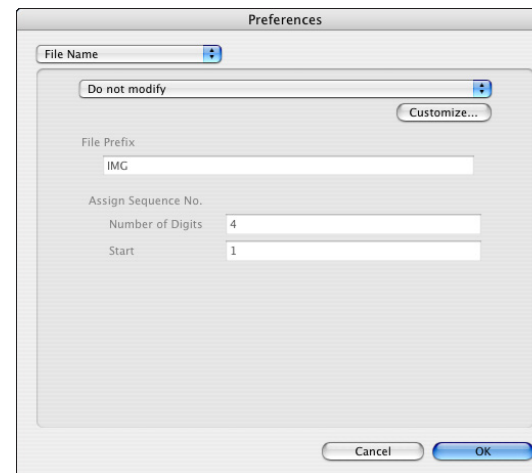 Preferences
File Name
Do not modify
Customize...
File Prefix
IMG
Assign Sequence No.
Number of Digits 4
Start 1
Cancel OK